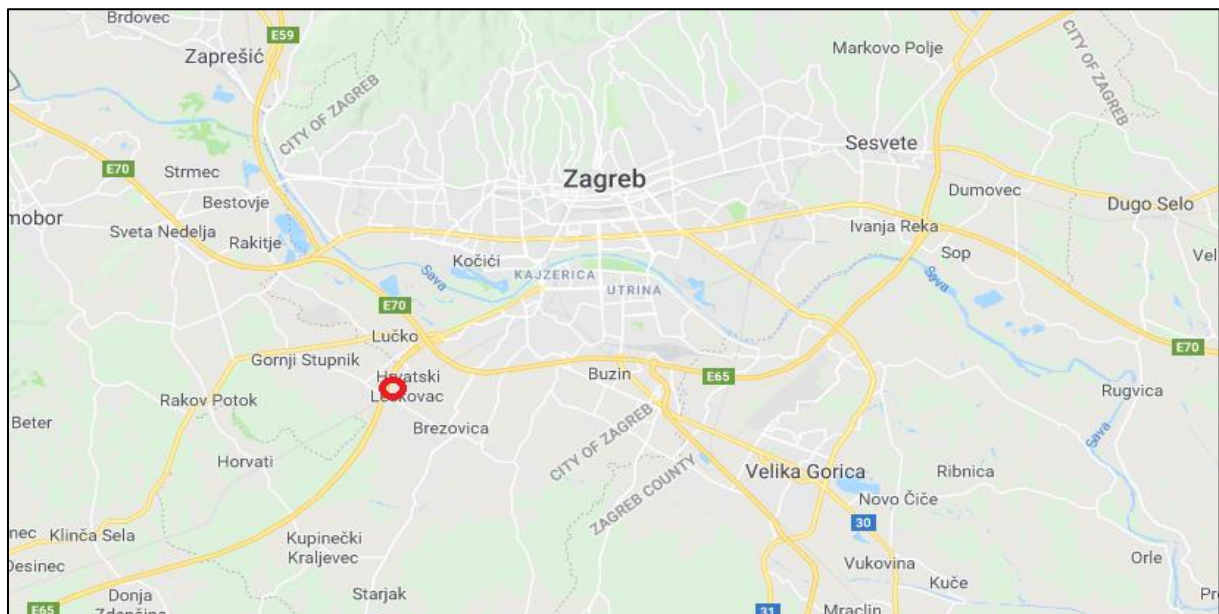 Brdovec
E59
Zaprešić
Markovo Polje
CITY OF ZAGREB
CITY OF ZAGREB
Sesvete
E70
Strmec
Zagreb
Dumovec
Bestovje
Dugo Selo
mobor
Sveta Nedelja
Rakitje
Ivanja Reka
Sop
Vel
Kočići
KAJZERICA
Sava
UTRINA
Sava
E70
Lučko
E70
Gornji Stupnik
Hrvatski
Buzin
E65
Rugvica
Rakov Potok
Beter
Brezovica
CITY OF ZAGREB
Sava
Horvati
Velika Gorica
Ribnica
ZAGREB COUNTY
Novo Čiče
nec
Klinča Sela
30
Kupinečki
Kraljevec
Desinec
Vukovina
Orle
Starjak
Kuče
Donja
E65
31
Mraclin